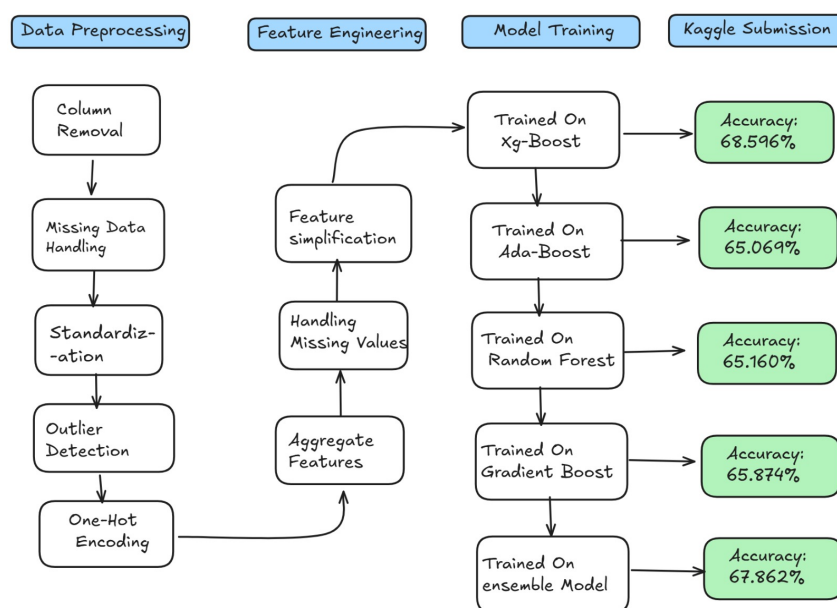 Data Preprocessing
Feature Engineering
Model Training
Kaggle Submission
Column
Removal
Missing Data
Handling
Standardiz-
-ation
Outlier
Detection
One-Hot
Encoding
Feature
simplification
Handling
Missing Values
Aggregate
Features
Trained On
Xg-Boost
Trained On
Ada-Boost
Trained On
Random Forest
Trained On
Gradient Boost
Trained On
ensemble Model
Accuracy:
68.596%
Accuracy:
65.069%
Accuracy:
65.160%
Accuracy:
65.874%
Accuracy:
67.862%